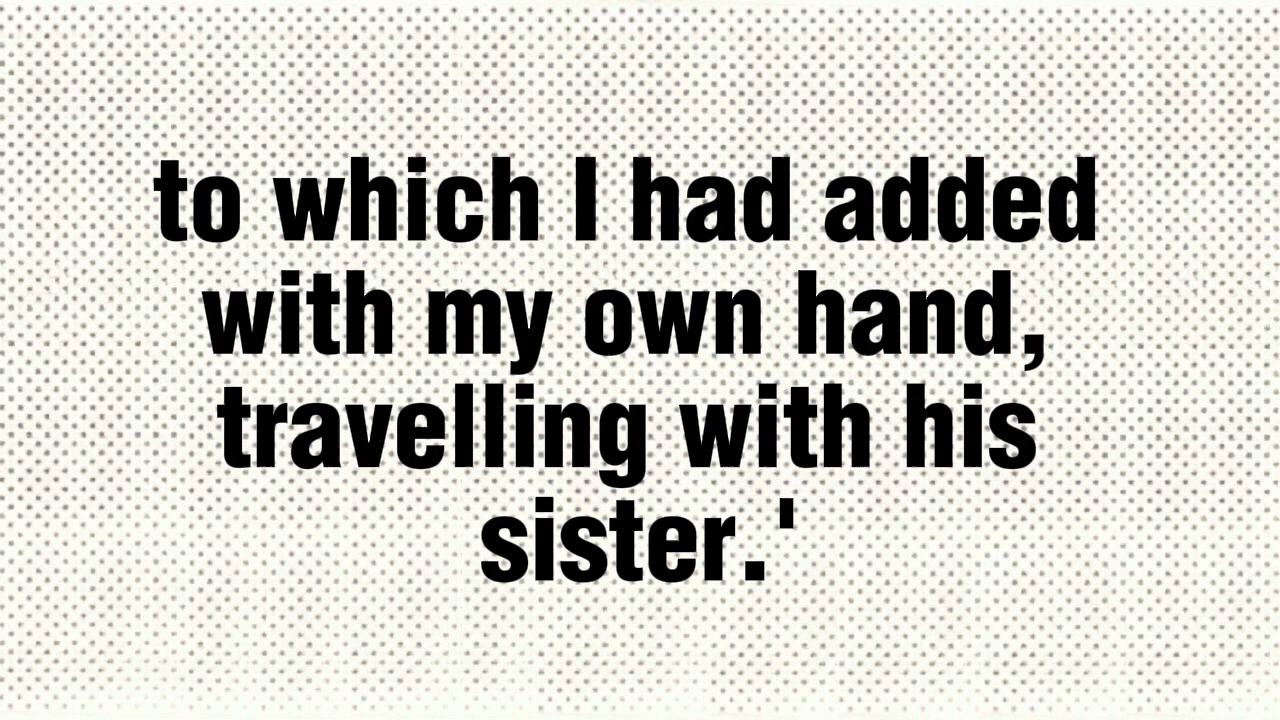 to which I had added
with my own hand,
travelling with his
sister.'